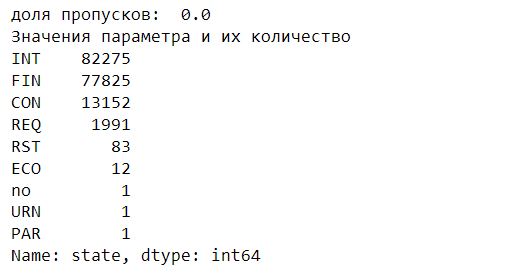 доля пропусков:  0.0
Значения параметра и их количество
INT    82275
FIN    77825
CON    13152
REQ     1991
RST       83
ECO       12
no         1
URN        1
PAR        1
Name: state, dtype: int64